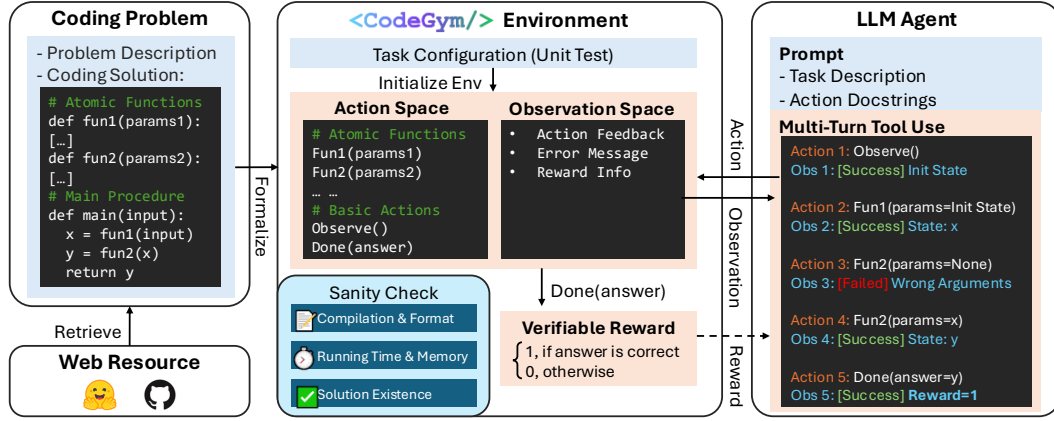 Coding Problem
- Problem Description
- Coding Solution:
# Atomic Functions
def fun1(params1):
[…]
def fun2(params2):
[…]
# Main Procedure
def main(input):
x = fun1(input)
y = fun2(x)
return y
Retrieve
Web Resource
Formalize
<CodeGym/> Environment
Task Configuration (Unit Test)
Initialize Env
Action Space
# Atomic Functions
Fun1(params1)
Fun2(params2)
… …
# Basic Actions
Observe()
Done(answer)
Observation Space
• Action Feedback
• Error Message
• Reward Info
Sanity Check
Compilation & Format
Running Time & Memory
Solution Existence
Done(answer)
Verifiable Reward
{ 1, if answer is correct
0, otherwise
Action
Observation
Reward
LLM Agent
Prompt
- Task Description
- Action Docstrings
Multi-Turn Tool Use
Action 1: Observe()
Obs 1: [Success] Init State
Action 2: Fun1(params=Init State)
Obs 2: [Success] State: x
Action 3: Fun2(params=None)
Obs 3: [Failed] Wrong Arguments
Action 4: Fun2(params=x)
Obs 4: [Success] State: y
Action 5: Done(answer=y)
Obs 5: [Success] Reward=1